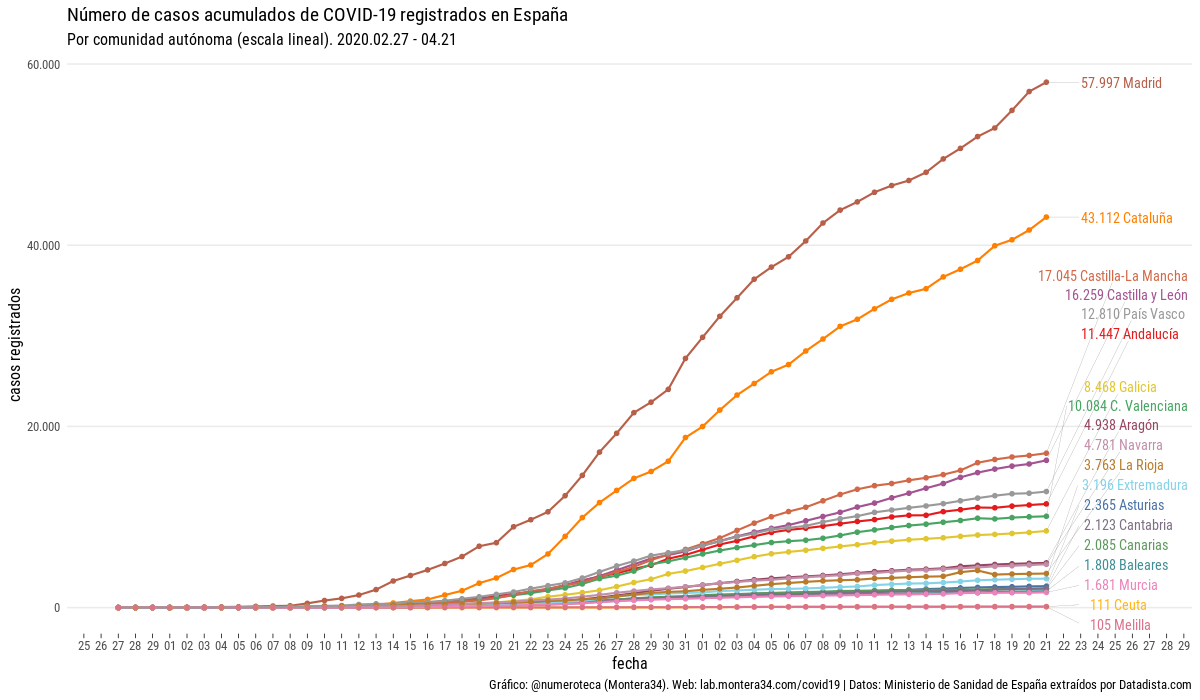 Número de casos acumulados de COVID-19 registrados en España
Por comunidad autónoma (escala lineal). 2020.02.27 - 04.21
60.000
57.997 Madrid
43.112 Cataluña
40.000
17.045 Castilla-La Mancha
16.259 Castilla y León
12.810 País Vasco
11.447 Andalucía
casos registrados
8.468 Galicia
10.084 C. Valenciana
20.000
4.938 Aragón
4.781 Navarra
3.763 La Rioja
3.196 Extremadura
2.365 Asturias
2.123 Cantabria
2.085 Canarias
1.808 Baleares
1.681 Murcia
0
111 Ceuta
105 Melilla
25 26 27 28 29 01 02 03 04 05 06 07 08 09 10 11 12 13 14 15 16 17 18 19 20 21 22 23 24 25 26 27 28 29 30 31 01 02 03 04 05 06 07 08 09 10 11 12 13 14 15 16 17 18 19 20 21 22 23 24 25 26 27 28 29
fecha
Gráfico: @numeroteca (Montera34). Web: lab.montera34.com/covid19 | Datos: Ministerio de Sanidad de España extraídos por Datadista.com